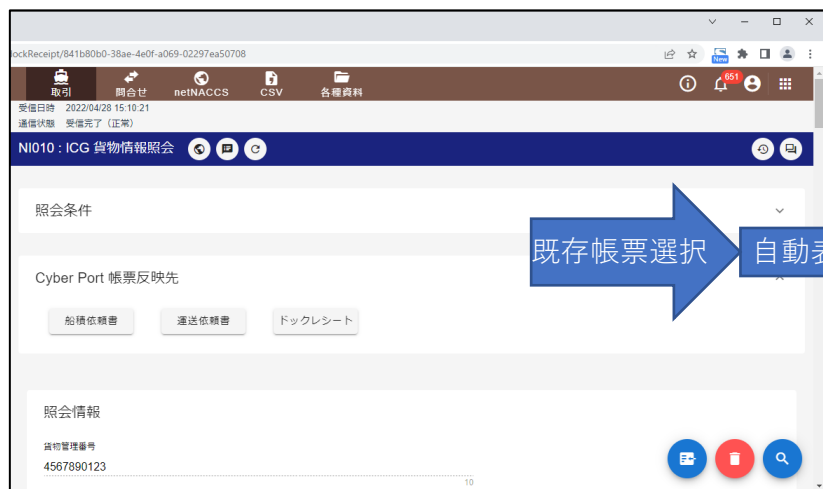 lockReceipt/841b80b0-38ae-4e0f-a069-02297ea50708
New
取引 問合せ netNACCS CSV 各種資料
651
受信日時 2022/04/28 15:10:21
通信状態 受信完了（正常）
NI010 : ICG 貨物情報照会
照会条件
既存帳票選択
自動表
Cyber Port 帳票反映先
船積依頼書 運送依頼書 ドックレシート
照会情報
貨物管理番号
4567890123
10